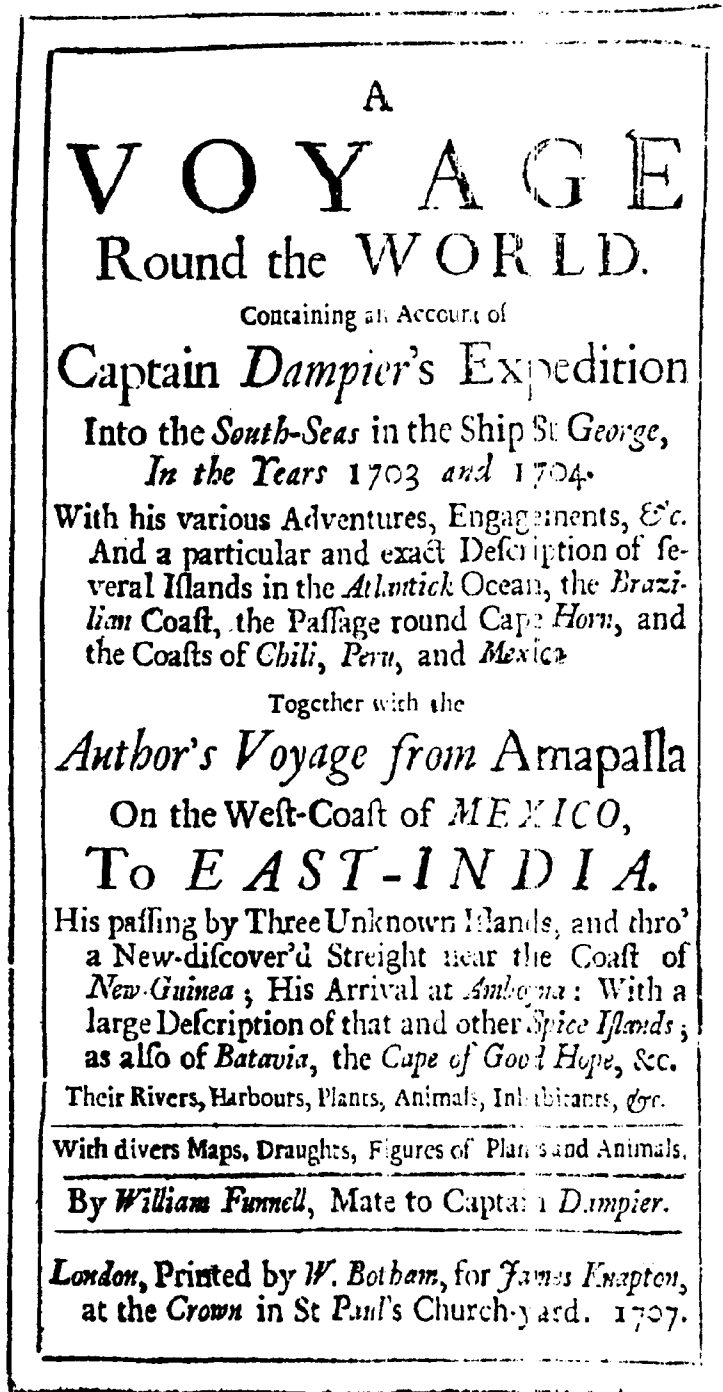 A
VOYAGE
Round the WORLD.
Containing an Account of
Captain Dampier's Expedition
Into the South-Seas in the Ship St George,
In the Years 1703 and 1704.
With his various Adventures, Engagements, &c.
And a particular and exact Deſcription of ſe-
veral Iſlands in the Atlantick Ocean, the Brazi-
lian Coaſt, the Paſſage round Cape Horn, and
the Coaſts of Chili, Peru, and Mexico
Together with the
Author's Voyage from Amapalla
On the Weſt-Coaſt of MEXICO,
To EAST-INDIA.
His paſſing by Three Unknown Iſlands, and thro'
a New-diſcover'd Streight near the Coaſt of
New-Guinea; His Arrival at Amboyna: With a
large Deſcription of that and other Spice Iſlands;
as alſo of Batavia, the Cape of Good Hope, &c.
Their Rivers, Harbours, Plants, Animals, Inhabitants, &c.
With divers Maps, Draughts, Figures of Plants and Animals.
By William Funnell, Mate to Captain Dampier.
London, Printed by W. Botham, for James Knapton,
at the Crown in St Paul's Church-yard. 1707.